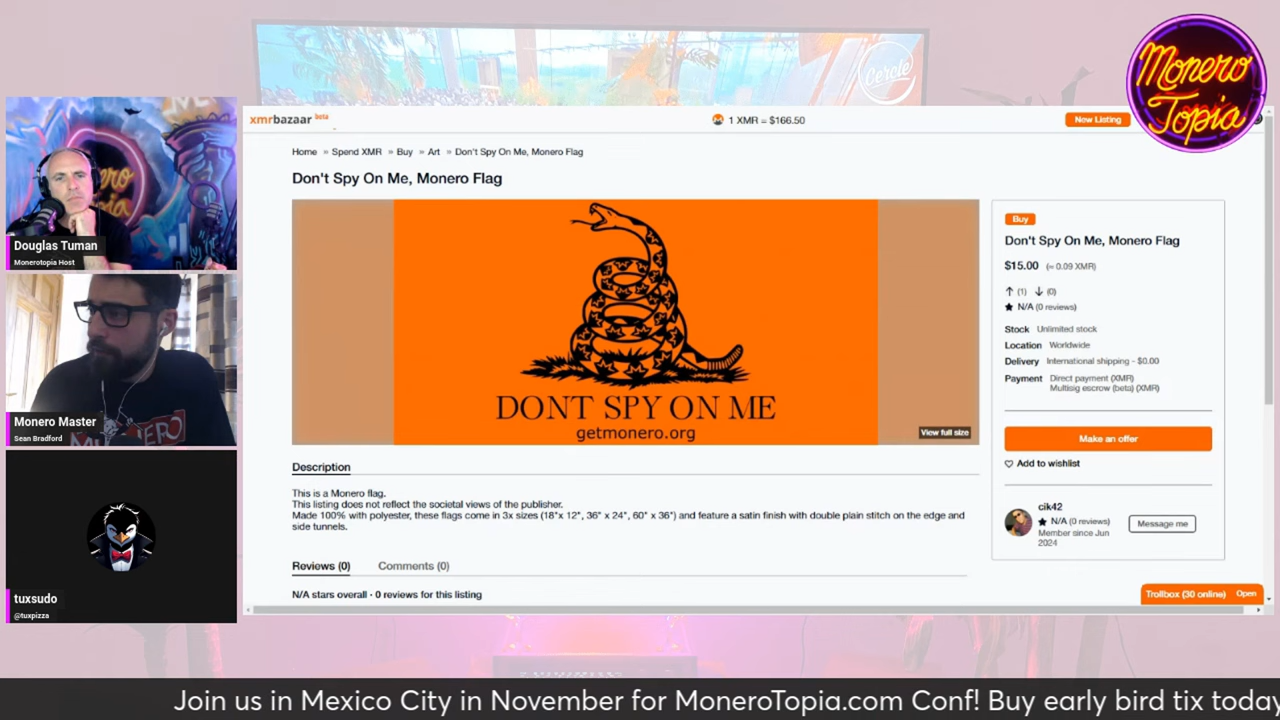 Cercle
Monero
Topia
xmrbazaar beta
1 XMR = $166.50
New Listing
Home » Spend XMR » Buy » Art » Don't Spy On Me, Monero Flag
Don't Spy On Me, Monero Flag
DONT SPY ON ME
getmonero.org
View full size
Description
This is a Monero flag.
This listing does not reflect the societal views of the publisher.
Made 100% with polyester, these flags come in 3x sizes (18"x 12", 36" x 24", 60" x 36") and feature a satin finish with double plain stitch on the edge and
side tunnels.
Reviews (0) Comments (0)
N/A stars overall · 0 reviews for this listing
Buy
Don't Spy On Me, Monero Flag
$15.00 (≈ 0.09 XMR)
↑ (1) ↓ (0)
★ N/A (0 reviews)
Stock Unlimited stock
Location Worldwide
Delivery International shipping - $0.00
Payment Direct payment (XMR)
Multisig escrow (beta) (XMR)
Make an offer
Add to wishlist
cik42
★ N/A (0 reviews)
Member since Jun
2024
Message me
Trollbox (30 online) Open
Douglas Tuman
Monerotopia Host
Monero Master
Sean Bradford
tuxsudo
@tuxpizza
Join us in Mexico City in November for MoneroTopia.com Conf! Buy early bird tix today